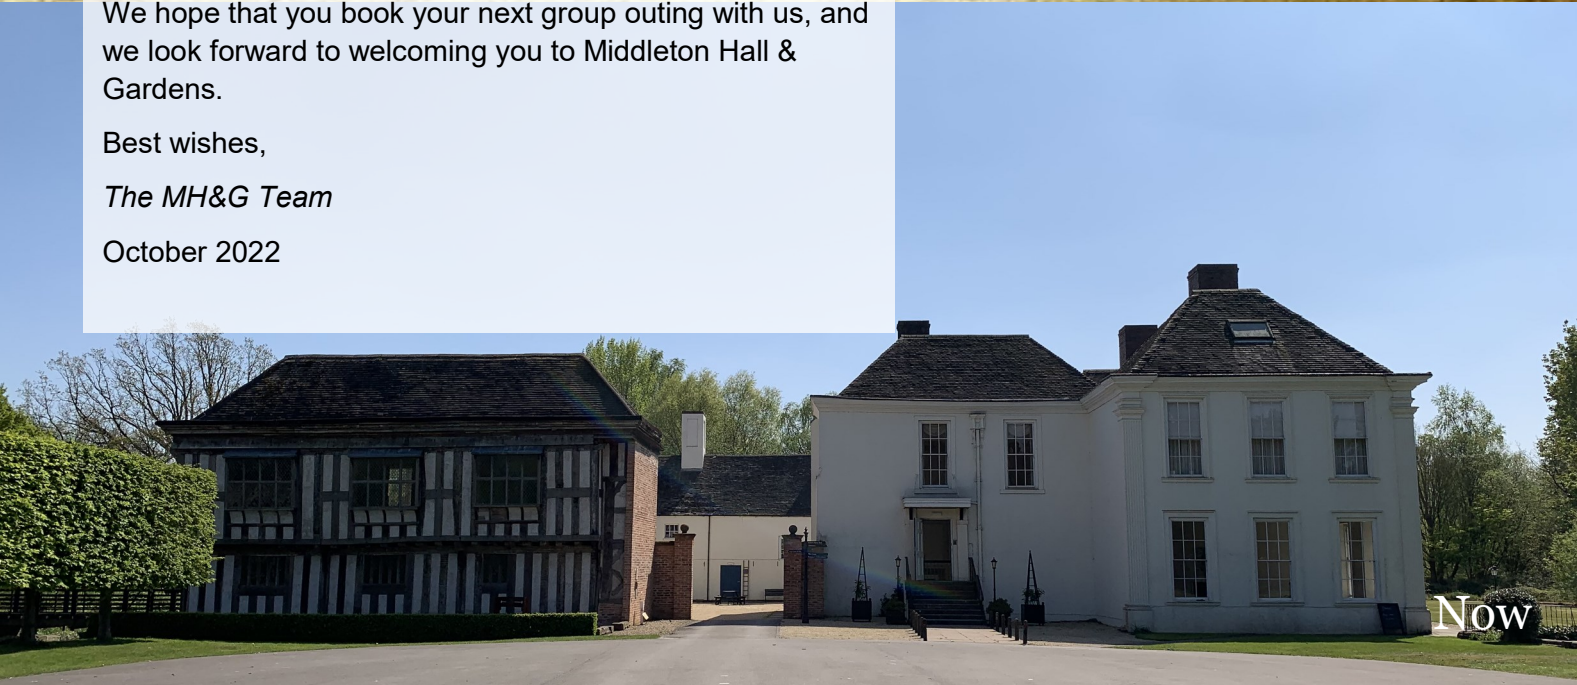 We hope that you book your next group outing with us, and
we look forward to welcoming you to Middleton Hall &
Gardens.
Best wishes,
The MH&G Team
October 2022
Now